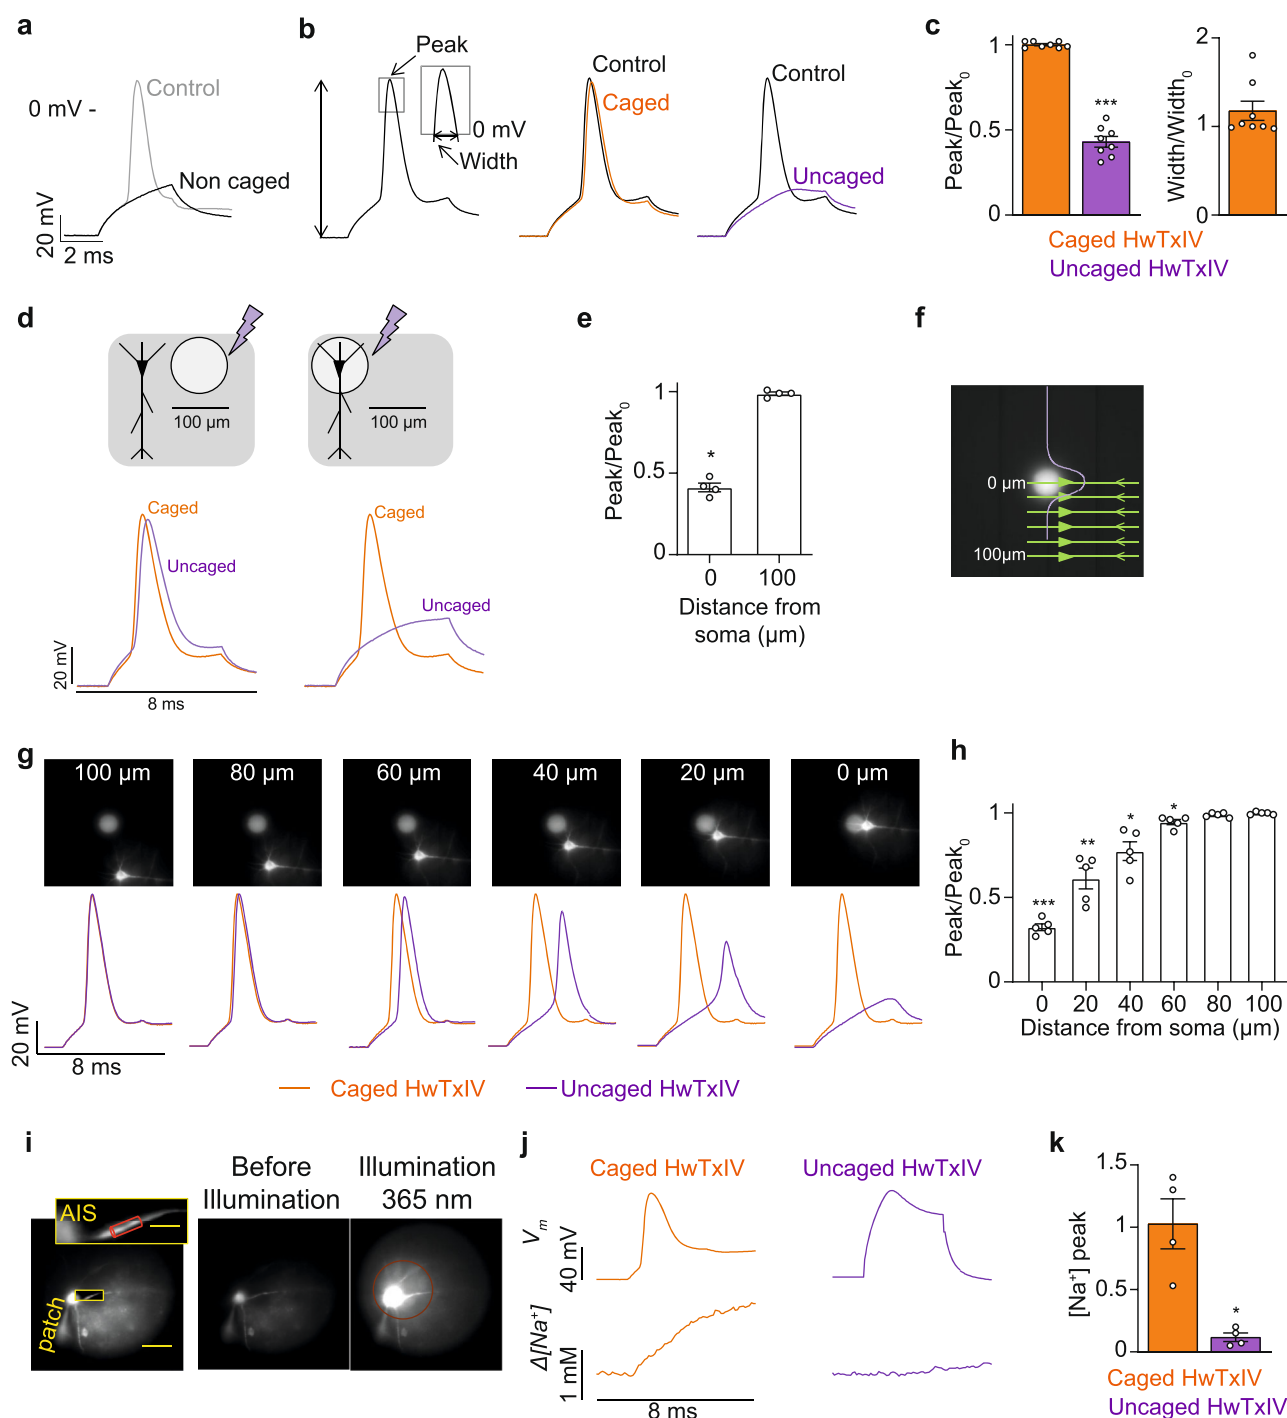 a
Control
0 mV -
Non caged
20 mV
2 ms
b
Peak
0 mV
Width
Control
Caged
Control
Uncaged
c
Peak/Peak0
1
0.5
0
***
Width/Width0
2
1
0
Caged HwTxIV
Uncaged HwTxIV
d
100 µm
100 µm
Caged
Uncaged
20 mV
8 ms
Caged
Uncaged
e
Peak/Peak0
1
0.5
0
*
0 100
Distance from
soma (µm)
f
0 µm
100µm
g
100 µm 80 µm 60 µm 40 µm 20 µm 0 µm
20 mV
8 ms
Caged HwTxIV Uncaged HwTxIV
h
Peak/Peak0
1
0.5
0
*** ** * *
0 20 40 60 80 100
Distance from soma (µm)
i
AIS
patch
Before
Illumination
Illumination
365 nm
j
Caged HwTxIV Uncaged HwTxIV
Vm
40 mV
Δ[Na+]
1 mM
8 ms
k
[Na+] peak
1.5
1
0.5
0
*
Caged HwTxIV
Uncaged HwTxIV